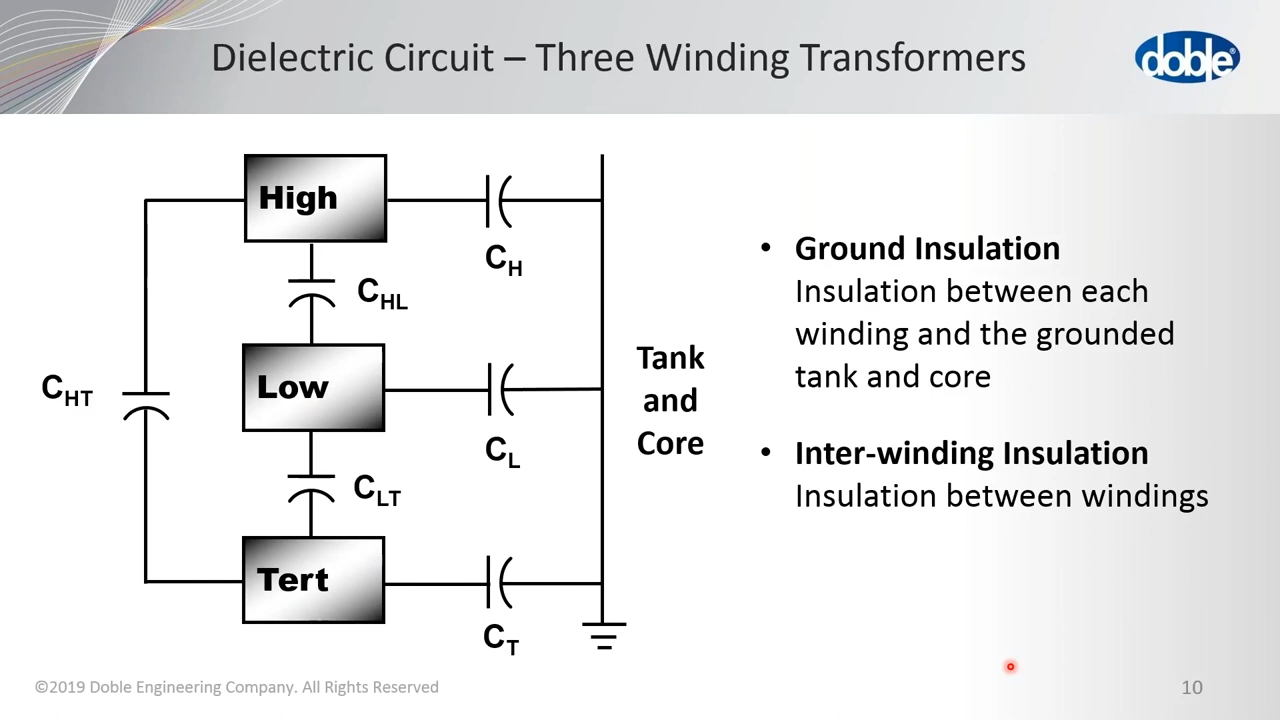 Dielectric Circuit – Three Winding Transformers
doble®
High
C_H
C_HL
Low
C_HT
C_L
Tank
and
Core
C_LT
Tert
C_T
• Ground Insulation
Insulation between each
winding and the grounded
tank and core
• Inter-winding Insulation
Insulation between windings
©2019 Doble Engineering Company. All Rights Reserved
10